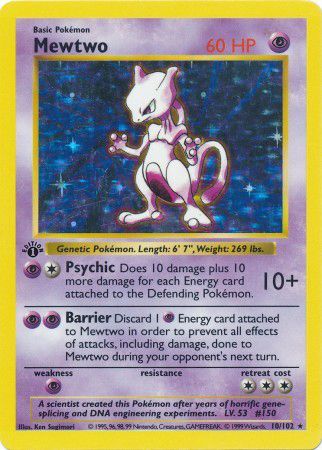 Basic Pokémon
Mewtwo 60 HP
EDITION
1
Genetic Pokémon. Length: 6' 7", Weight: 269 lbs.
Psychic Does 10 damage plus 10
more damage for each Energy card
attached to the Defending Pokémon.
10+
Barrier Discard 1 Energy card attached
to Mewtwo in order to prevent all effects
of attacks, including damage, done to
Mewtwo during your opponent's next turn.
weakness resistance retreat cost
A scientist created this Pokémon after years of horrific gene-
splicing and DNA engineering experiments. LV. 53 #150
Illus. Ken Sugimori ©1995, 96, 98, 99 Nintendo, Creatures, GAMEFREAK. ©1999 Wizards. 10/102 ★